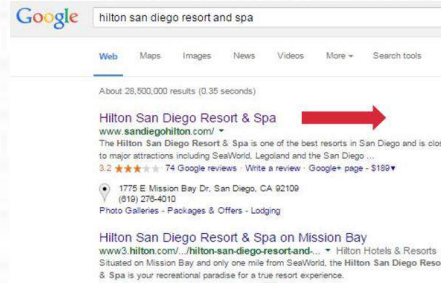 Google hilton san diego resort and spa
Web Maps Images News Videos More Search tools
About 28,500,000 results (0.35 seconds)
Hilton San Diego Resort & Spa
www.sandiegohilton.com/
The Hilton San Diego Resort & Spa is one of the best resorts in San Diego and is clos
to major attractions including SeaWorld, Legoland and the San Diego ...
3.2 74 Google reviews · Write a review · Google+ page - $189
1775 E Mission Bay Dr, San Diego, CA 92109
(619) 276-4010
Photo Galleries - Packages & Offers - Lodging
Hilton San Diego Resort & Spa on Mission Bay
www3.hilton.com/.../hilton-san-diego-resort-and-... Hilton Hotels & Resorts
Situated on Mission Bay and only one mile from SeaWorld, the Hilton San Diego Reso
& Spa is your recreational paradise for a true resort experience.